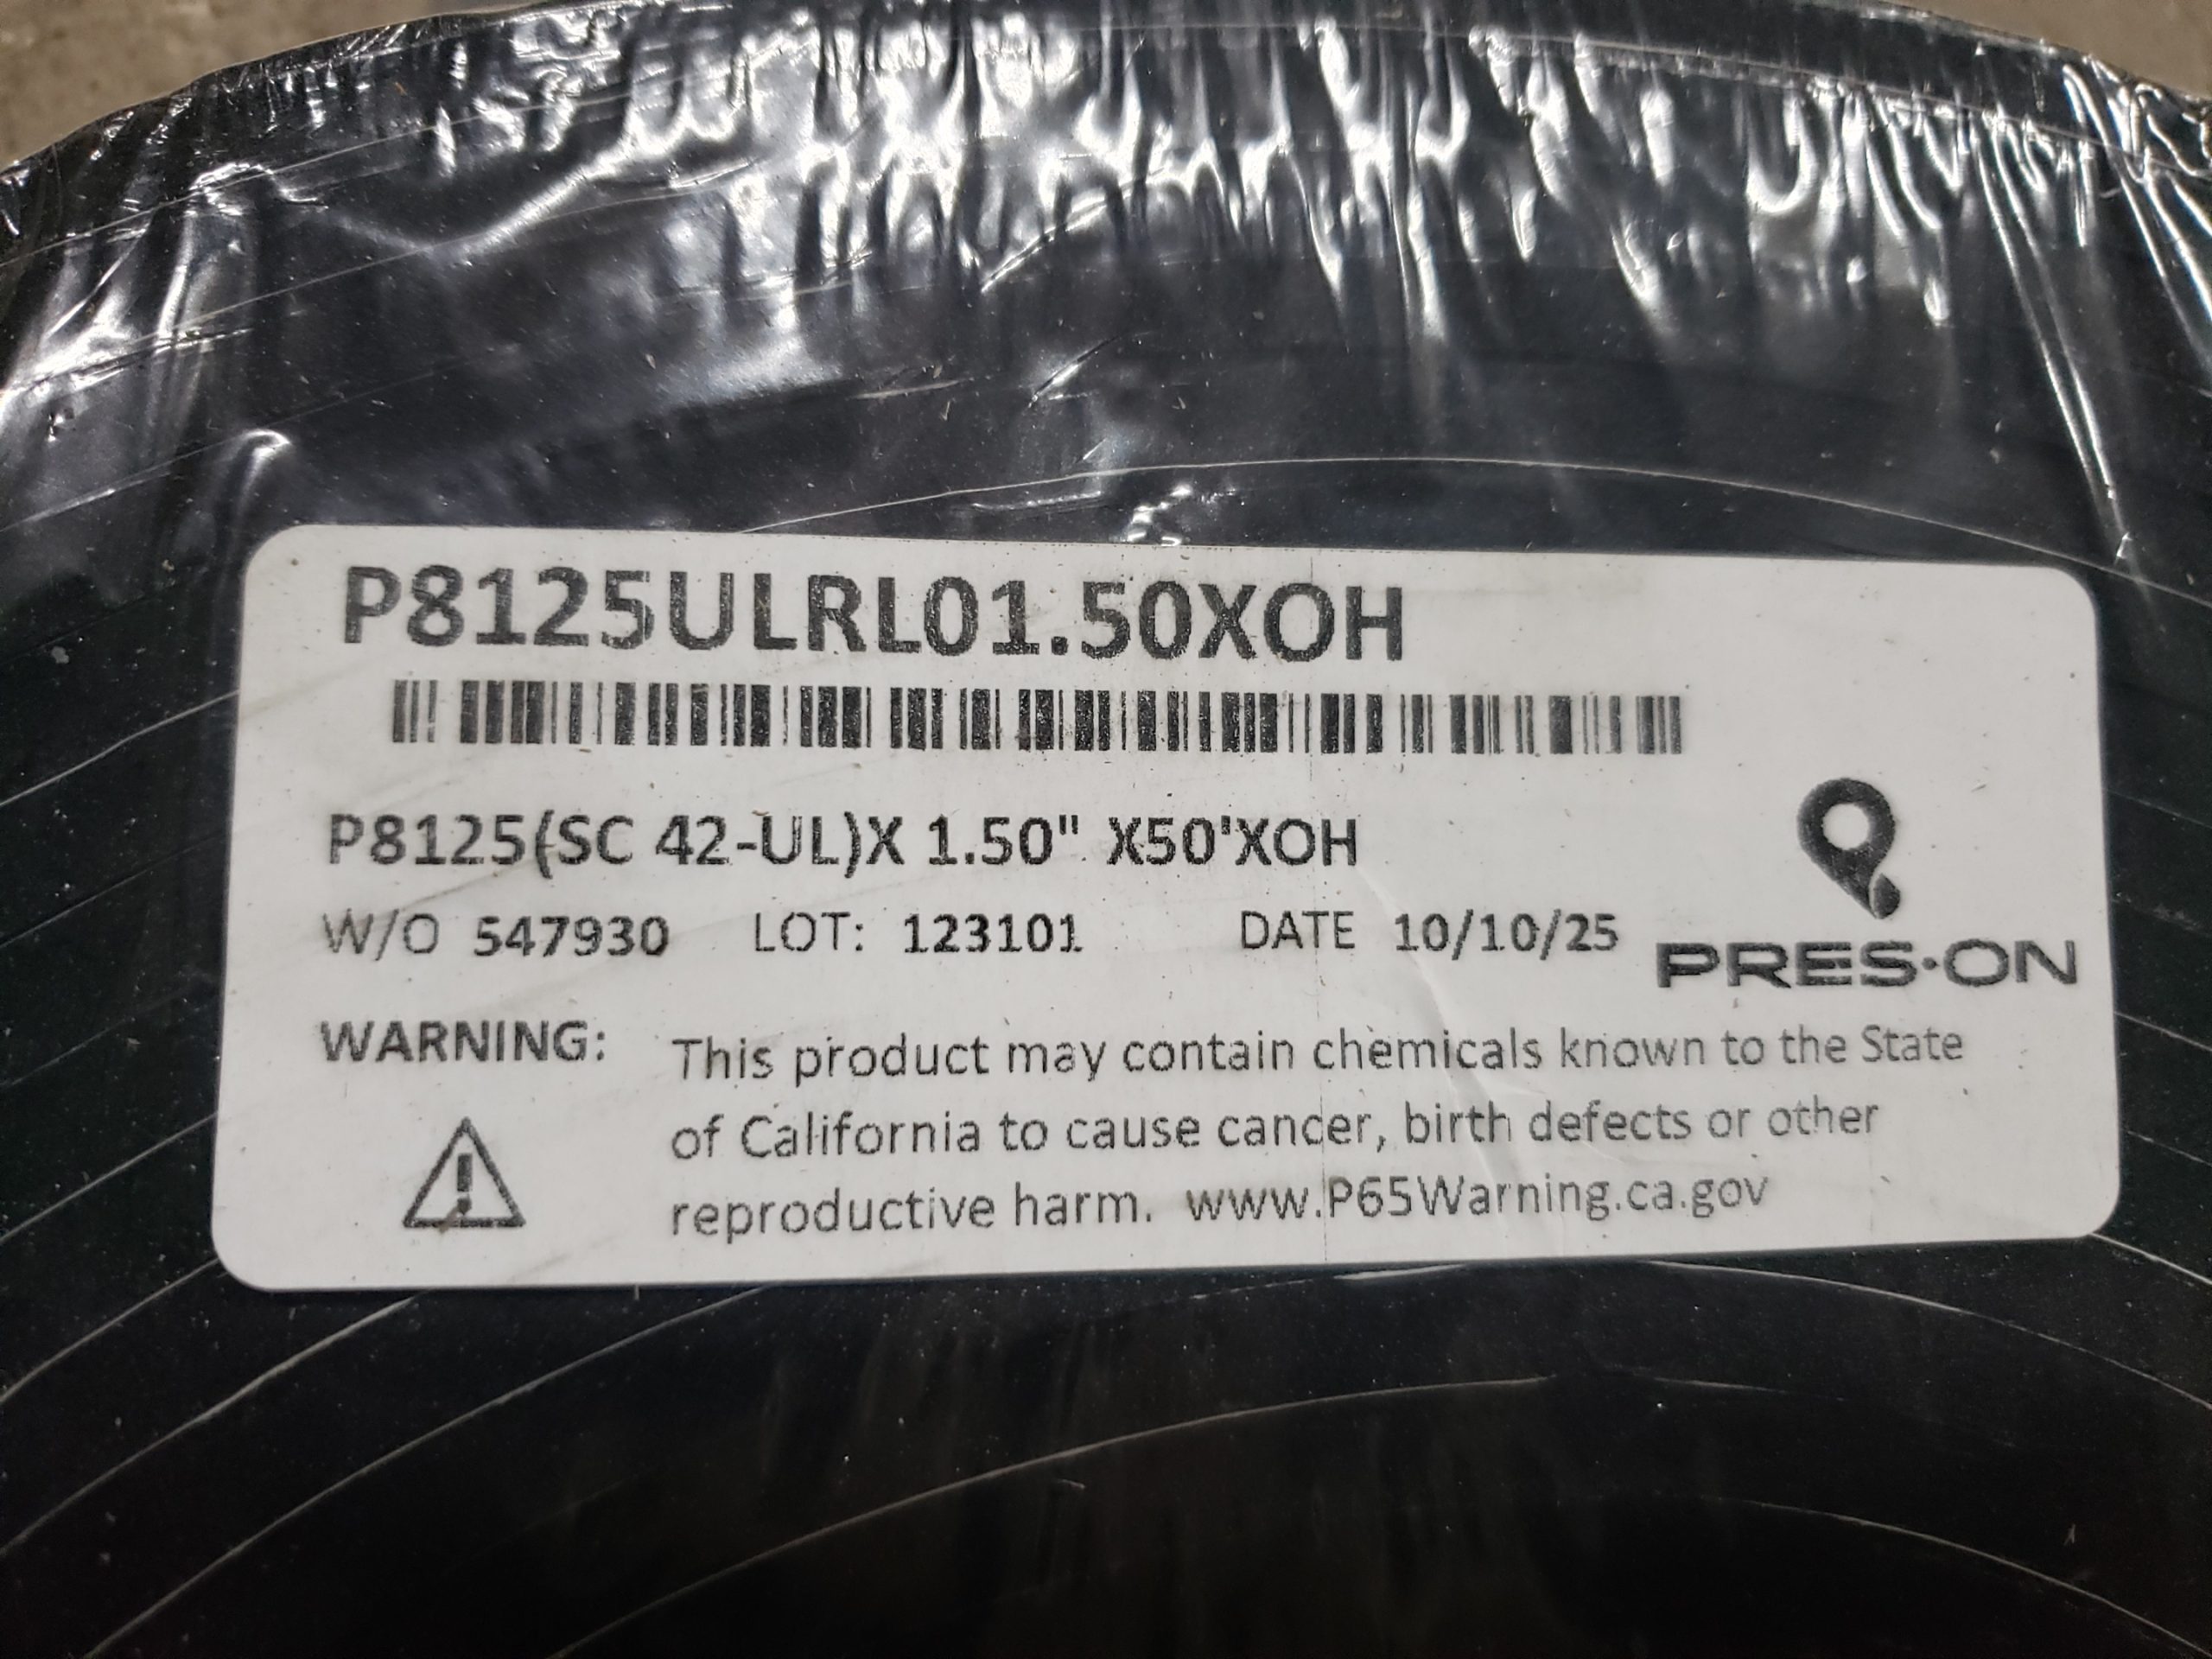 P8125ULRL01.50XOH
P8125(SC 42-UL)X 1.50" X50'XOH
W/O 547930 LOT: 123101 DATE 10/10/25
PRES·ON
WARNING: This product may contain chemicals known to the State
of California to cause cancer, birth defects or other
reproductive harm. www.P65Warning.ca.gov